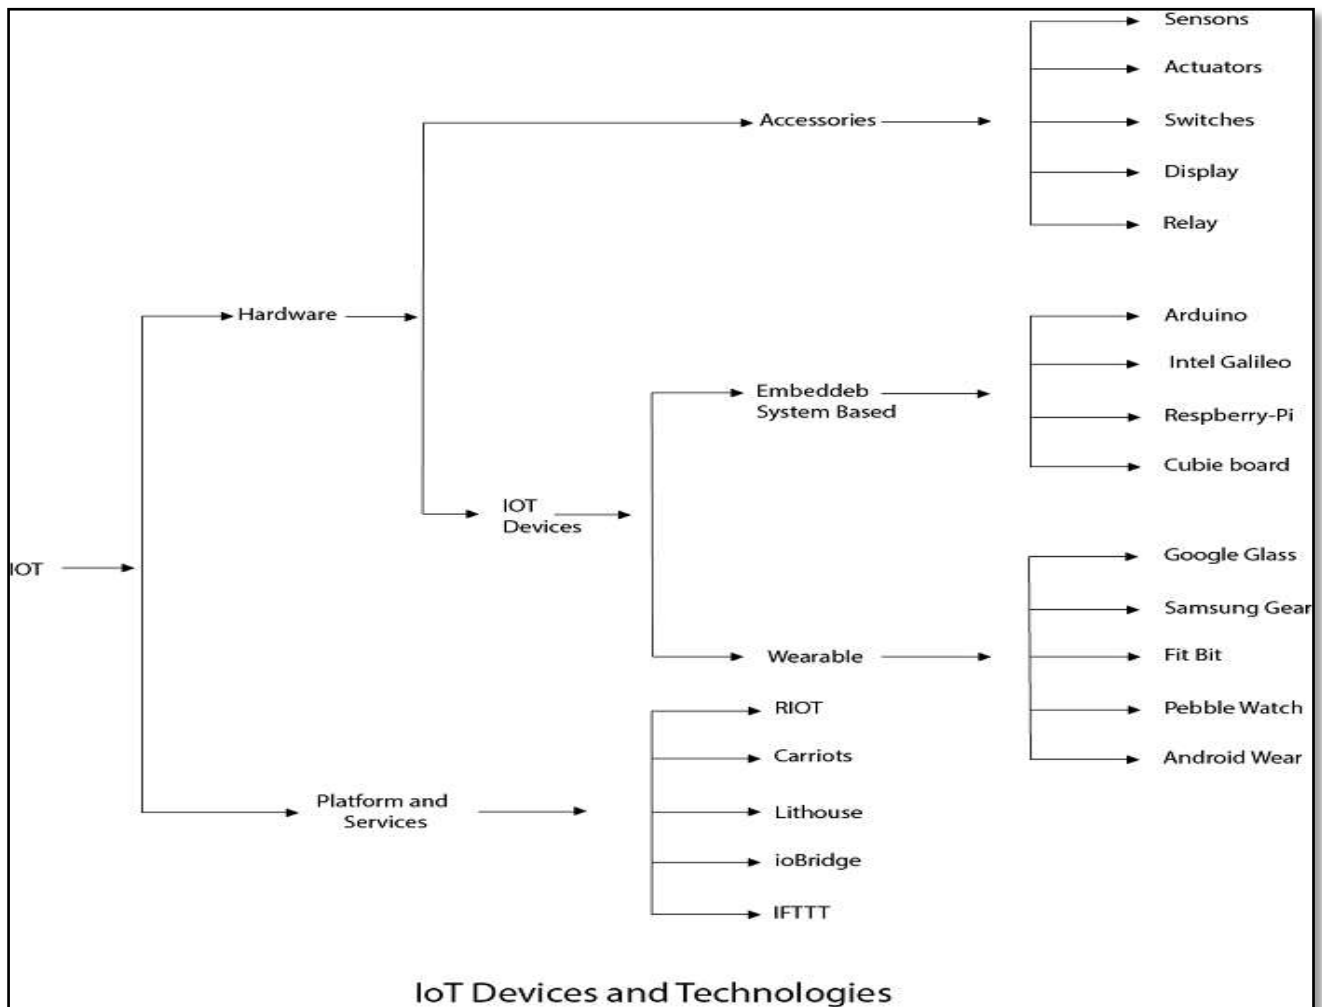 Sensons
Actuators
Accessories
Switches
Display
Relay
Hardware
Arduino
Intel Galileo
Embeddeb
System Based
Respberry-Pi
Cubie board
IOT
Devices
IOT
Google Glass
Samsung Gear
Wearable
Fit Bit
Pebble Watch
Android Wear
RIOT
Carriots
Platform and
Services
Lithouse
ioBridge
IFTTT
IoT Devices and Technologies